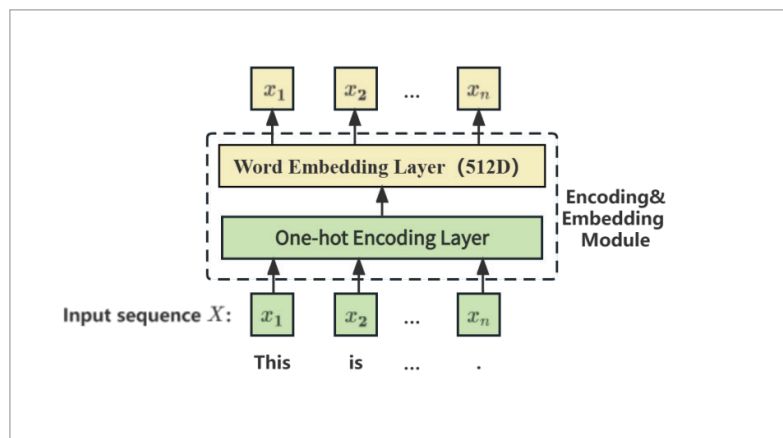 x₁ x₂ ... xₙ
Word Embedding Layer (512D)
Encoding&
Embedding
Module
One-hot Encoding Layer
Input sequence X: x₁ x₂ ... xₙ
This is ... .